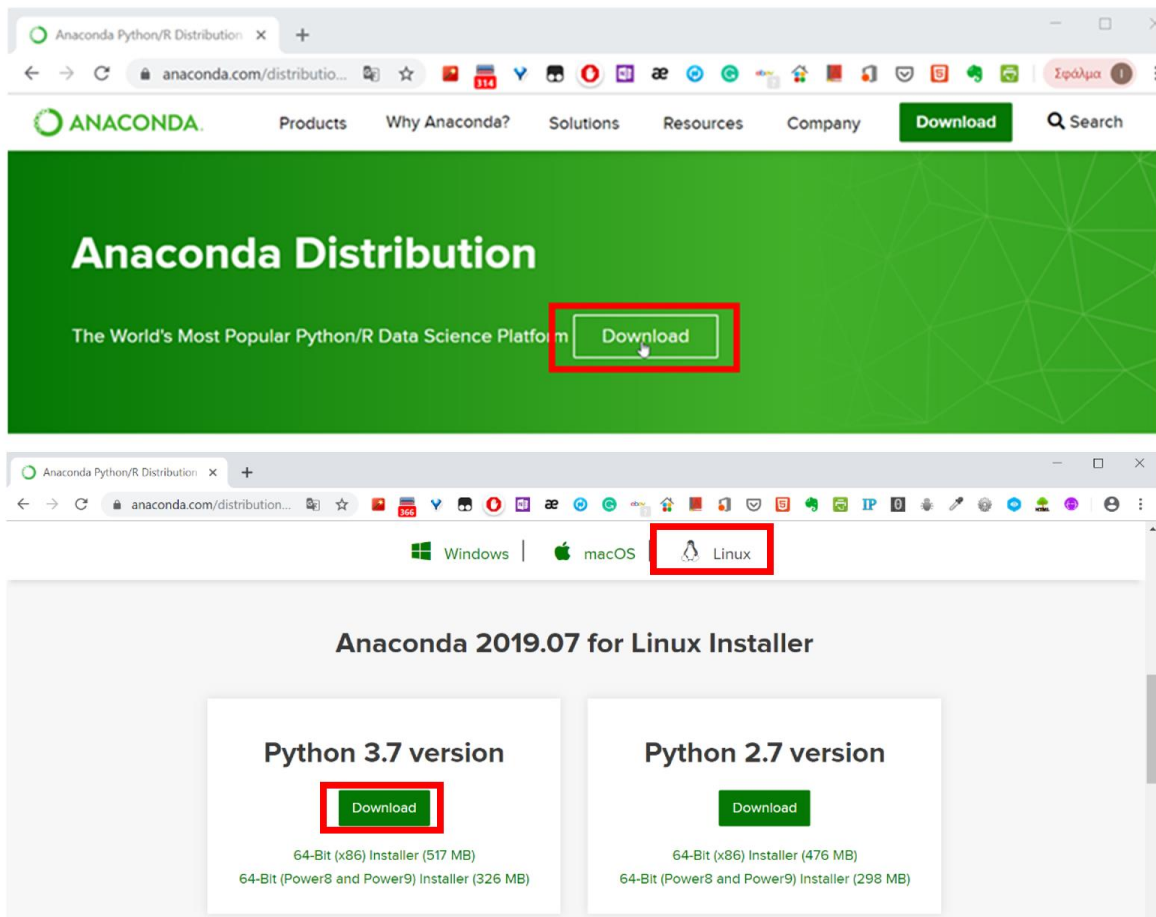 Anaconda Python/R Distribution
anaconda.com/distributio...
314
Σφάλμα
ANACONDA.
Products
Why Anaconda?
Solutions
Resources
Company
Download
Search
Anaconda Distribution
The World's Most Popular Python/R Data Science Platform
Download
Anaconda Python/R Distribution
anaconda.com/distribution...
366
IP
Windows
macOS
Linux
Anaconda 2019.07 for Linux Installer
Python 3.7 version
Download
64-Bit (x86) Installer (517 MB)
64-Bit (Power8 and Power9) Installer (326 MB)
Python 2.7 version
Download
64-Bit (x86) Installer (476 MB)
64-Bit (Power8 and Power9) Installer (298 MB)